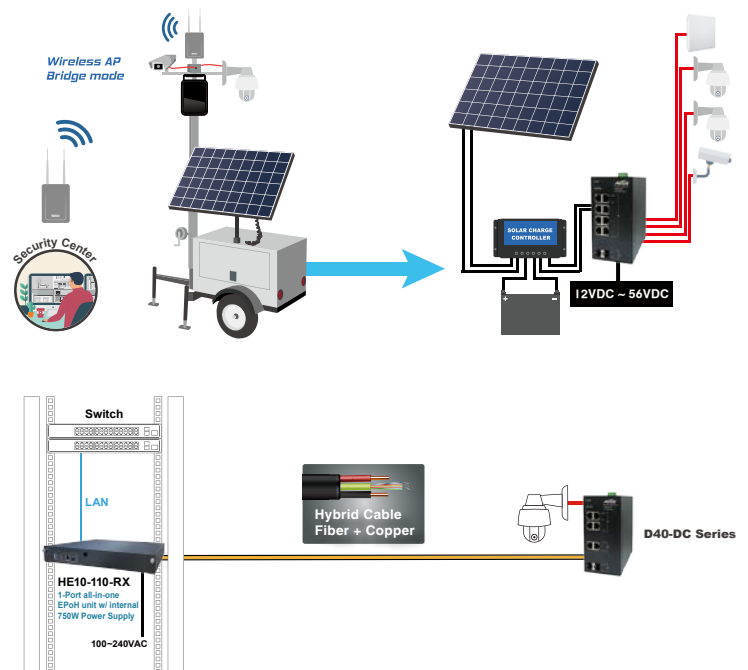 Wireless AP
Bridge mode
Security Center
SOLAR CHARGE
CONTROLLER
+
-
12VDC ~ 56VDC
Switch
LAN
HE10-110-RX
1-Port all-in-one
EPoH unit w/ internal
750W Power Supply
100~240VAC
Hybrid Cable
Fiber + Copper
D40-DC Series